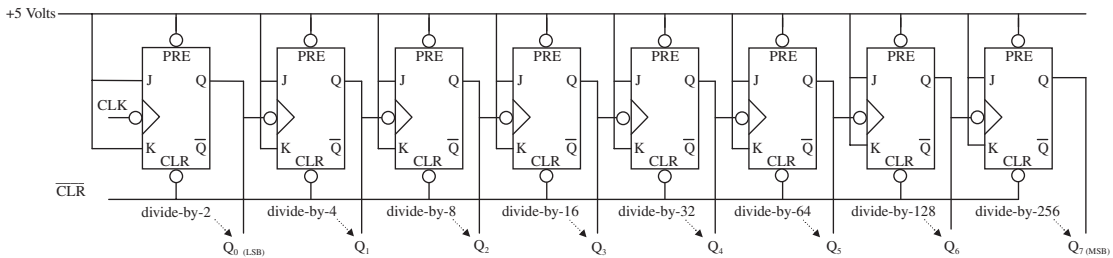 +5 Volts
PRE PRE PRE PRE PRE PRE PRE PRE
J Q J Q J Q J Q J Q J Q J Q J Q
CLK
K Q̅ K Q̅ K Q̅ K Q̅ K Q̅ K Q̅ K Q̅ K Q̅
CLR CLR CLR CLR CLR CLR CLR CLR
C̅L̅R̅
divide-by-2 divide-by-4 divide-by-8 divide-by-16 divide-by-32 divide-by-64 divide-by-128 divide-by-256
Q₀ (LSB) Q₁ Q₂ Q₃ Q₄ Q₅ Q₆ Q₇ (MSB)